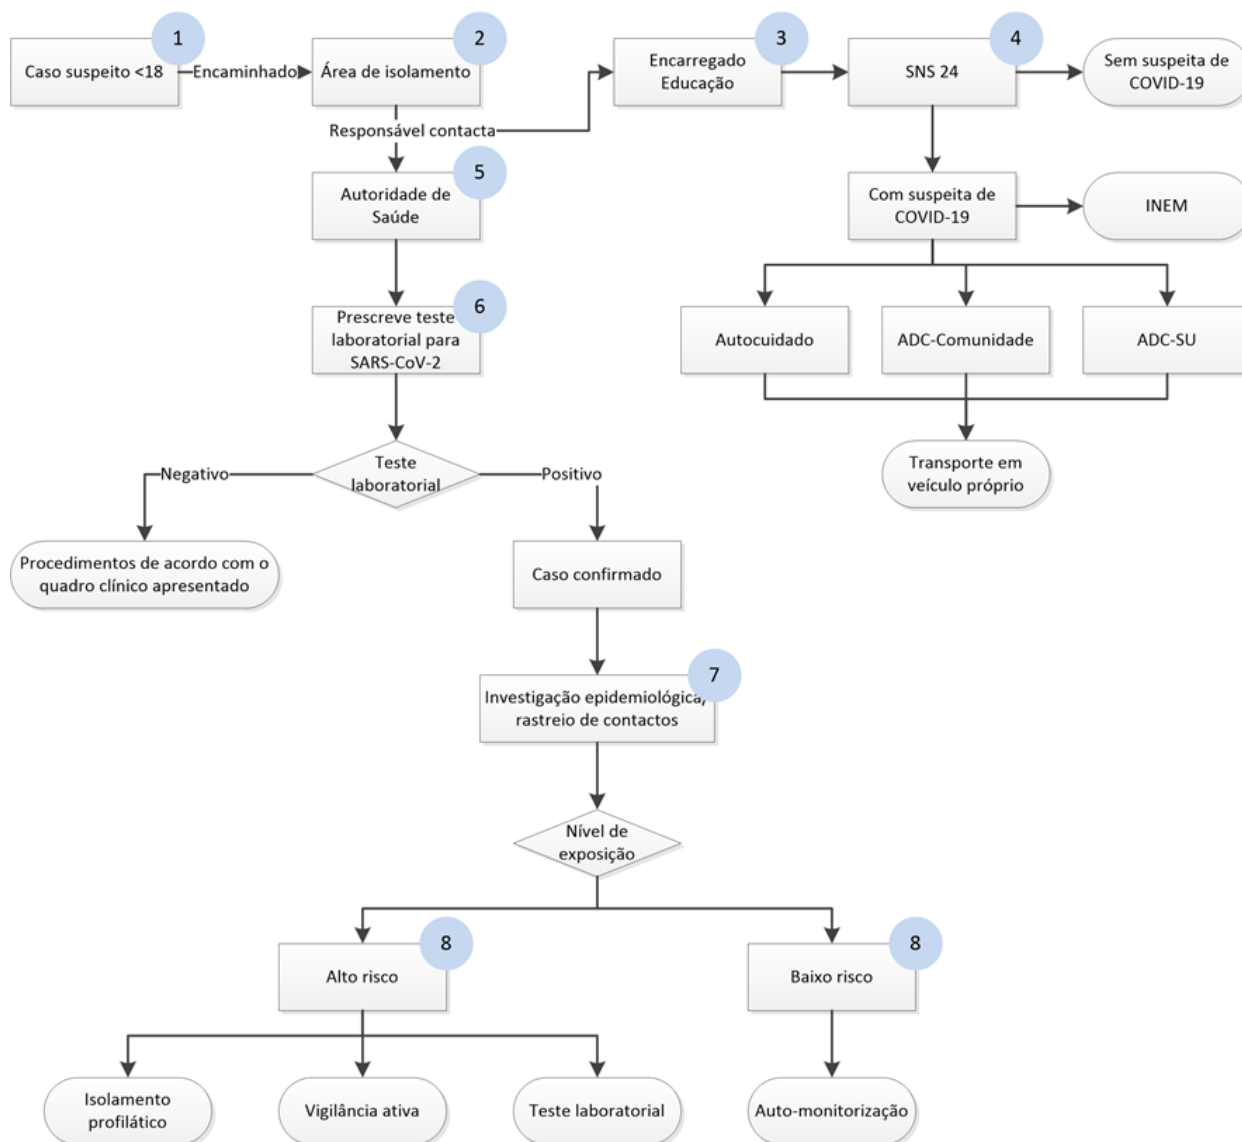 1
2
3
4
Caso suspeito <18
Encaminhado
Área de isolamento
Encarregado
Educação
SNS 24
Sem suspeita de
COVID-19
Responsável contacta
5
Autoridade de
Saúde
Com suspeita de
COVID-19
INEM
6
Prescreve teste
laboratorial para
SARS-CoV-2
Autocuidado
ADC-Comunidade
ADC-SU
Negativo
Teste
laboratorial
Positivo
Transporte em
veículo próprio
Procedimentos de acordo com o
quadro clínico apresentado
Caso confirmado
7
Investigação epidemiológica/
rastreio de contactos
Nível de
exposição
8
Alto risco
8
Baixo risco
Isolamento
profilático
Vigilância ativa
Teste laboratorial
Auto-monitorização